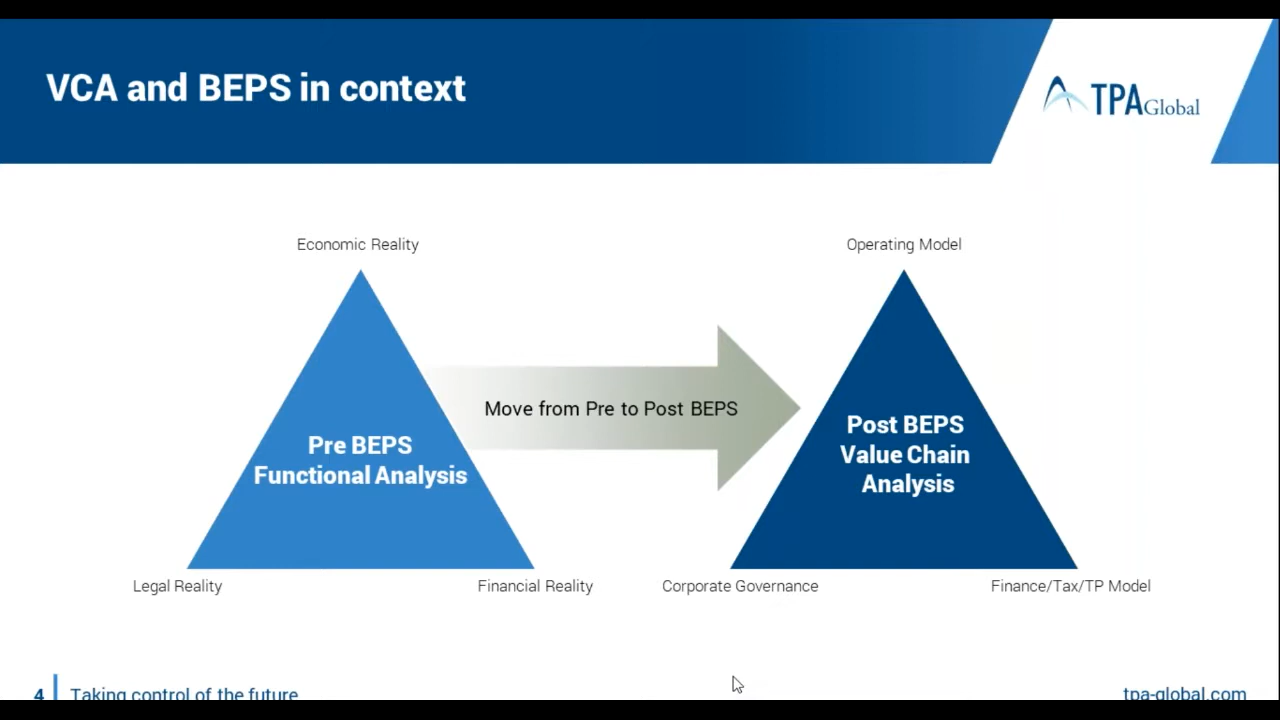 VCA and BEPS in context
TPAGlobal
Economic Reality
Operating Model
Move from Pre to Post BEPS
Pre BEPS
Functional Analysis
Post BEPS
Value Chain
Analysis
Legal Reality
Financial Reality
Corporate Governance
Finance/Tax/TP Model
4
Taking control of the future
tpa-global.com